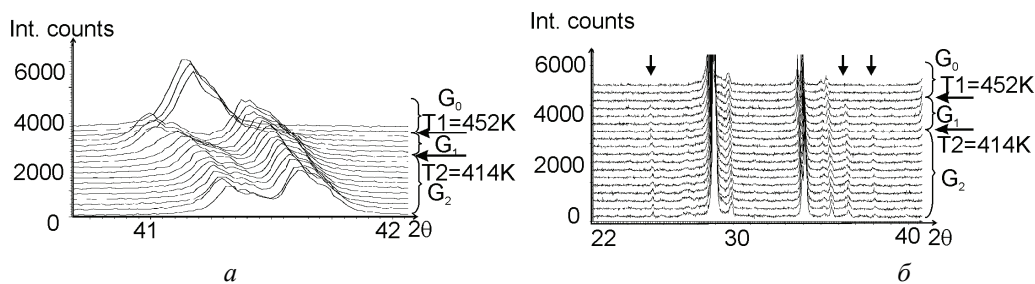 Int. counts
6000
4000
2000
0
41
42 2θ
G₀
T1=452K
G₁
T2=414K
G₂
а
Int. counts
6000
4000
2000
0
22
30
40 2θ
G₀
T1=452K
G₁
T2=414K
G₂
б